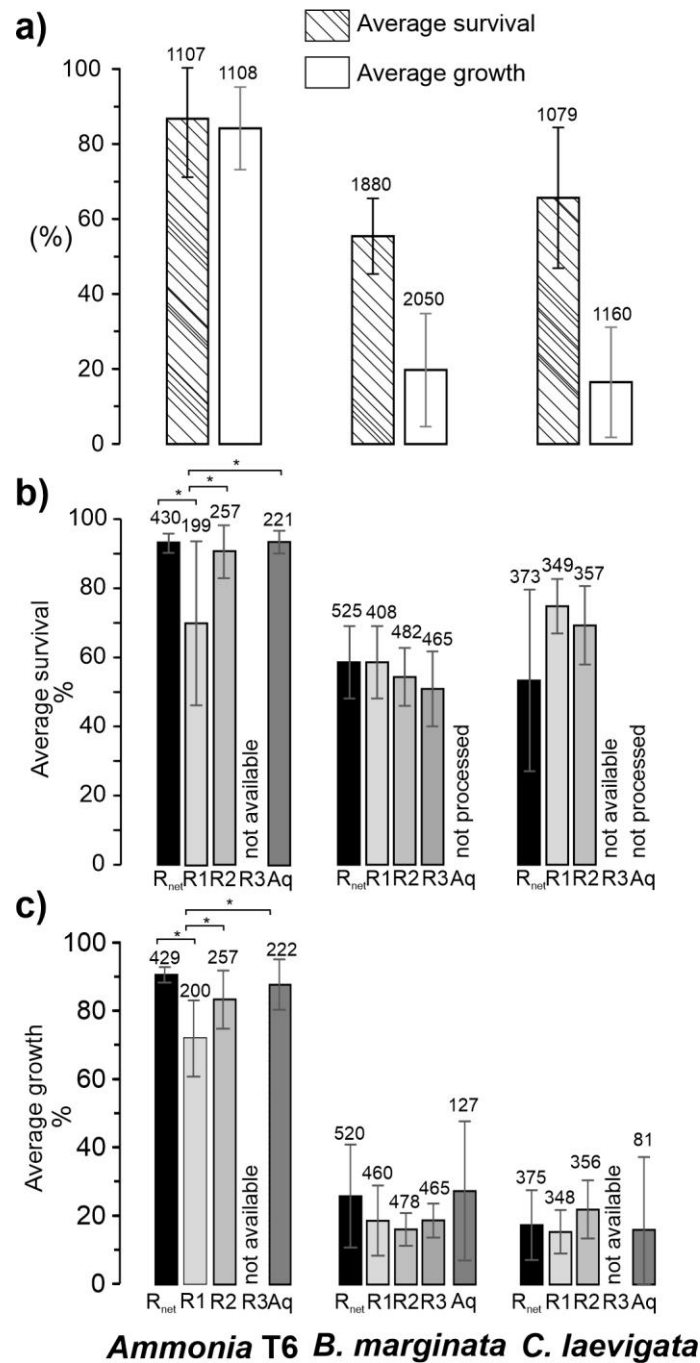 a)
Average survival
Average growth
1107 1108 1880 2050 1079 1160
100
80
60
40
20
0
(%)
b)
* * *
430 199 257 221 525 408 482 465 373 349 357
100
80
60
40
20
0
Average survival
%
not available
not processed
not available
not processed
Rnet R1 R2 R3 Aq Rnet R1 R2 R3 Aq Rnet R1 R2 R3 Aq
c)
* * *
429 200 257 222 520 460 478 465 127 375 348 356 81
100
80
60
40
20
0
Average growth
%
not available
not available
Rnet R1 R2 R3 Aq Rnet R1 R2 R3 Aq Rnet R1 R2 R3 Aq
Ammonia T6 B. marginata C. laevigata